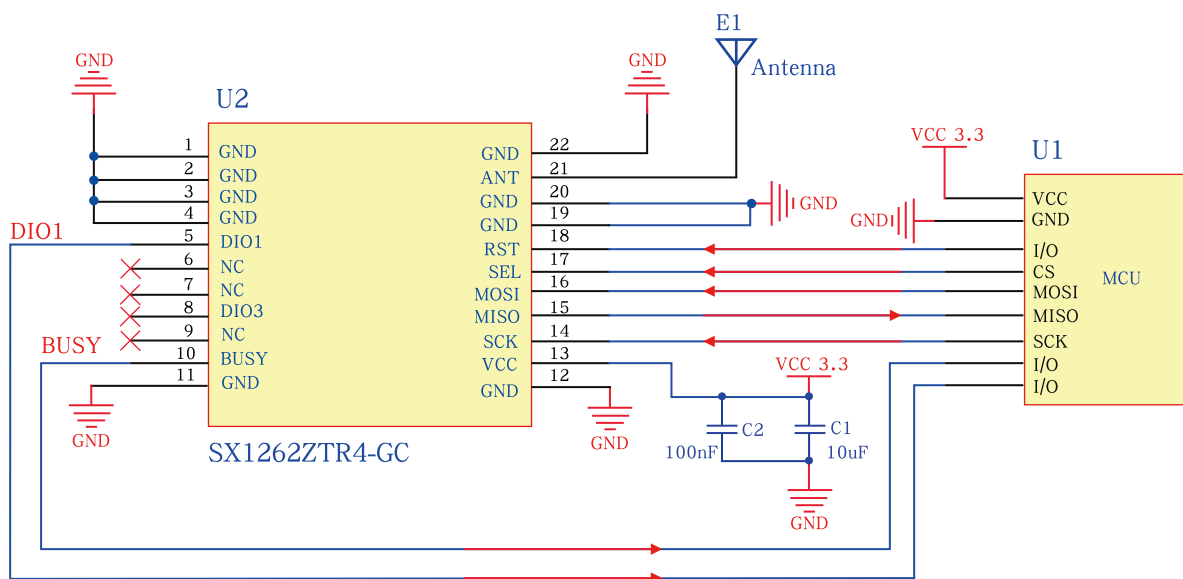 E1
Antenna
GND
GND
U2
VCC 3.3
U1
1 GND
2 GND
3 GND
4 GND
DIO1
5 DIO1
6 NC
7 NC
8 DIO3
9 NC
BUSY
10 BUSY
11 GND
GND
GND 22
ANT 21
GND 20
GND 19
GND
RST 18
SEL 17
MOSI 16
MISO 15
SCK 14
VCC 13
GND 12
GND
VCC 3.3
C2
100nF
C1
10uF
GND
VCC
GND
GND
I/O
CS
MOSI
MISO
SCK
I/O
I/O
MCU
SX1262ZTR4-GC